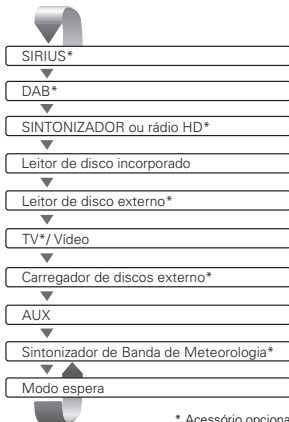 SIRIUS*
DAB*
SINTONIZADOR ou rádio HD*
Leitor de disco incorporado
Leitor de disco externo*
TV*/ Vídeo
Carregador de discos externo*
AUX
Sintonizador de Banda de Meteorologia*
Modo espera
* Acessório opciona